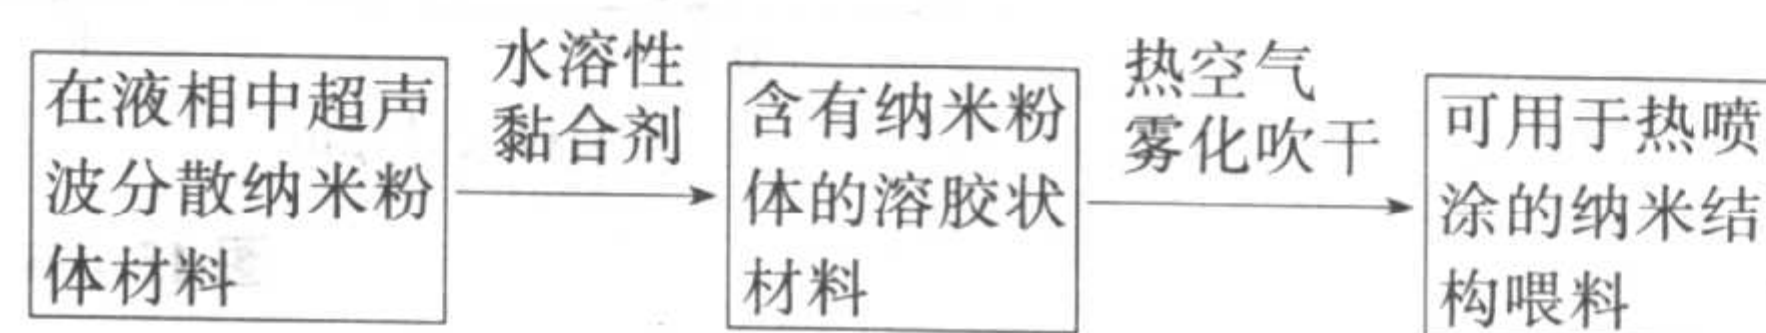 在液相中超声
波分散纳米粉
体材料
水溶性
黏合剂
含有纳米粉
体的溶胶状
材料
热空气
雾化吹干
可用于热喷
涂的纳米结
构喂料